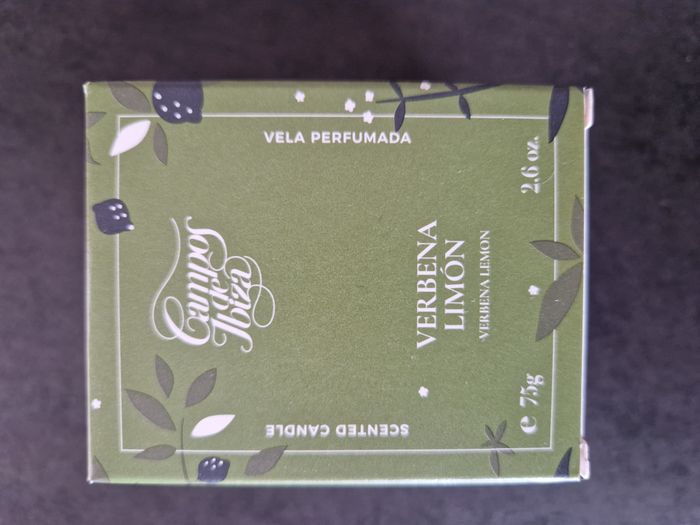 Campos
de
Ibiza
VELA PERFUMADA
SCENTED CANDLE
VERBENA
LIMÓN
VERBENA LEMON
℮ 75g
2.6 oz.